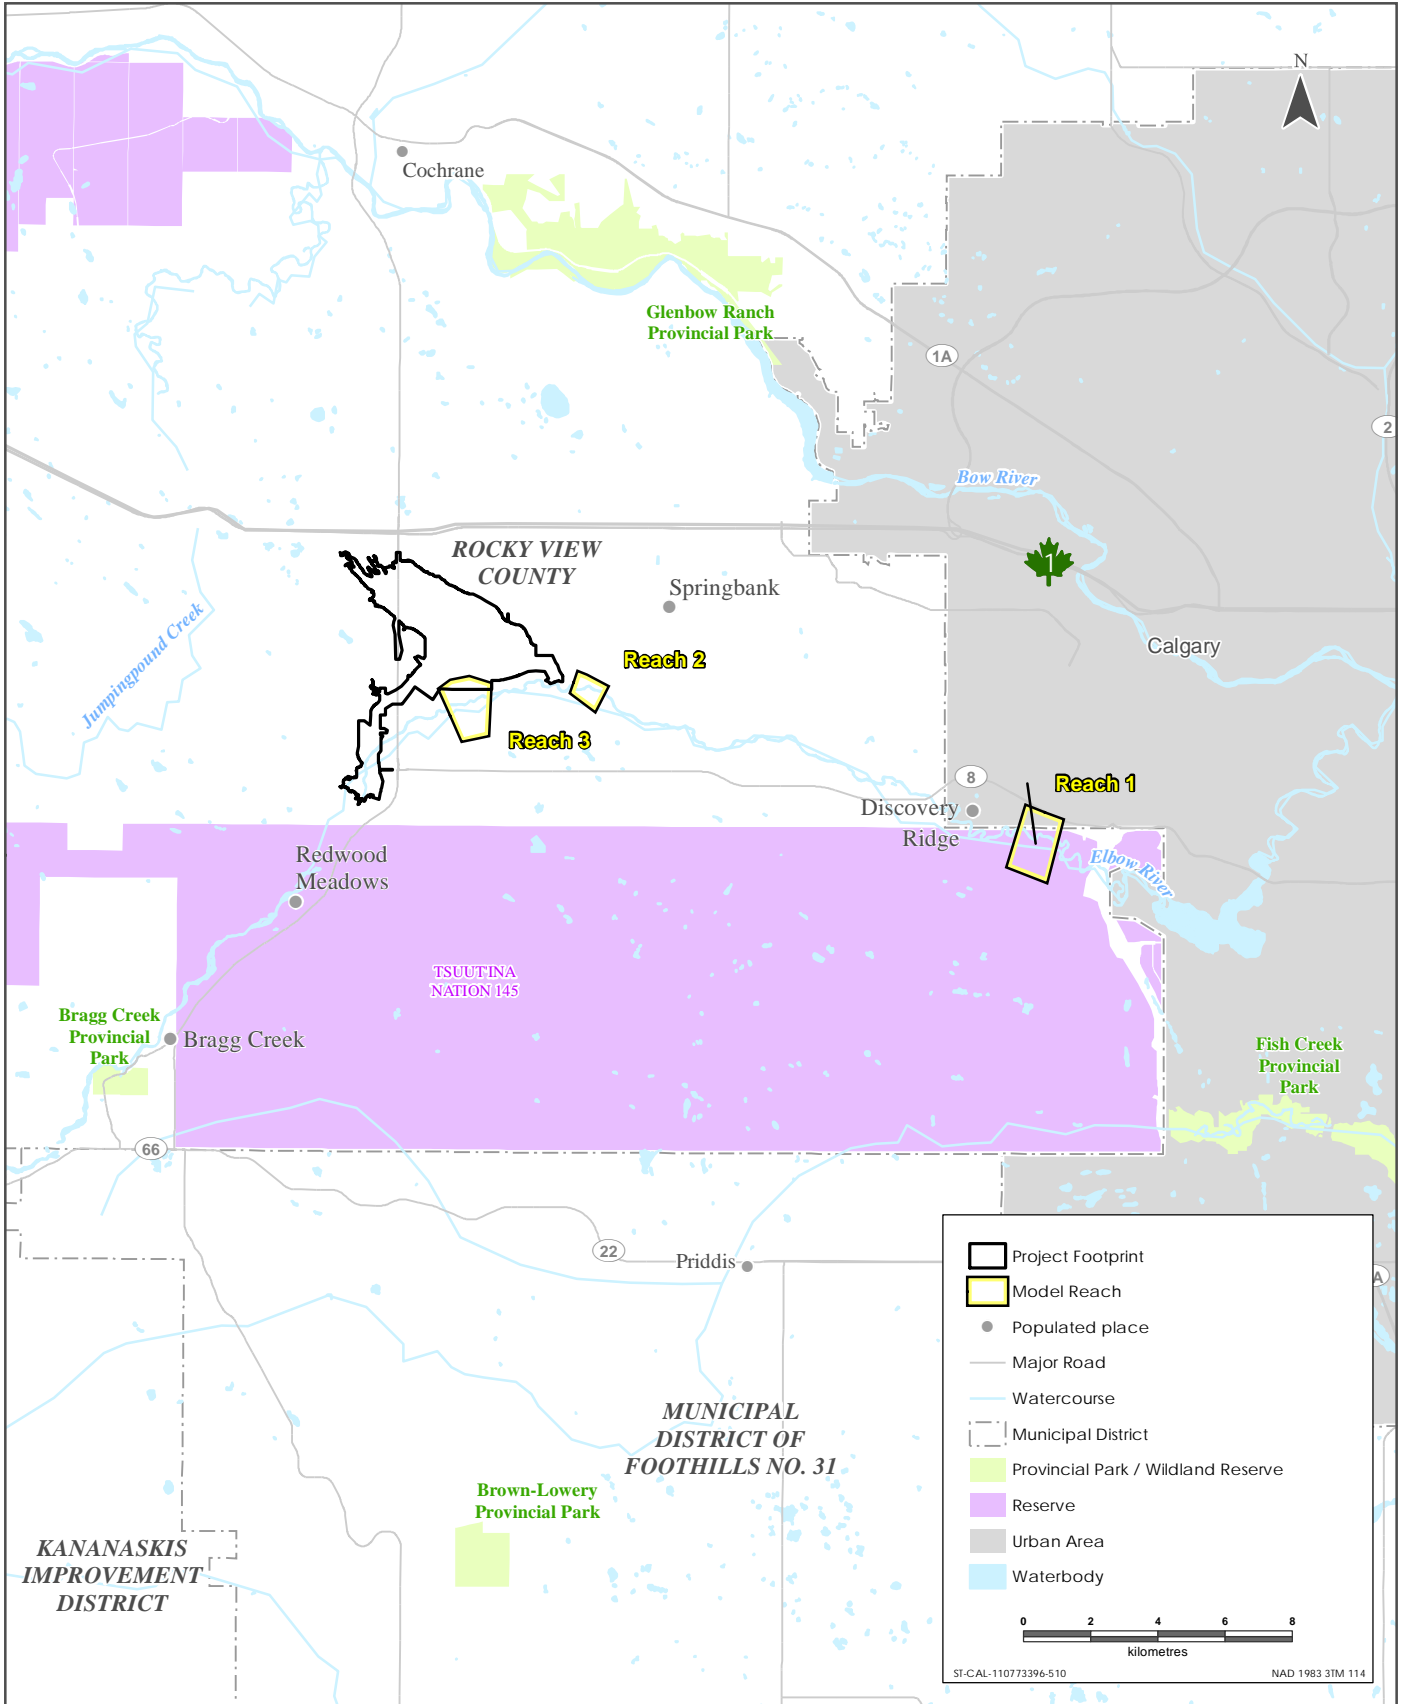 N
Cochrane
Glenbow Ranch
Provincial Park
1A
2
Bow River
ROCKY VIEW
COUNTY
1
Springbank
Calgary
Jumpingpound Creek
Reach 2
Reach 3
8
Reach 1
Discovery
Ridge
Elbow River
Redwood
Meadows
TSUUT'INA
NATION 145
Bragg Creek
Provincial
Park
Bragg Creek
Fish Creek
Provincial
Park
66
22
Priddis
A
MUNICIPAL
DISTRICT OF
FOOTHILLS NO. 31
Brown-Lowery
Provincial Park
KANANASKIS
IMPROVEMENT
DISTRICT
Project Footprint
Model Reach
Populated place
Major Road
Watercourse
Municipal District
Provincial Park / Wildland Reserve
Reserve
Urban Area
Waterbody
0 2 4 6 8
kilometres
ST-CAL-110773396-510 NAD 1983 3TM 114